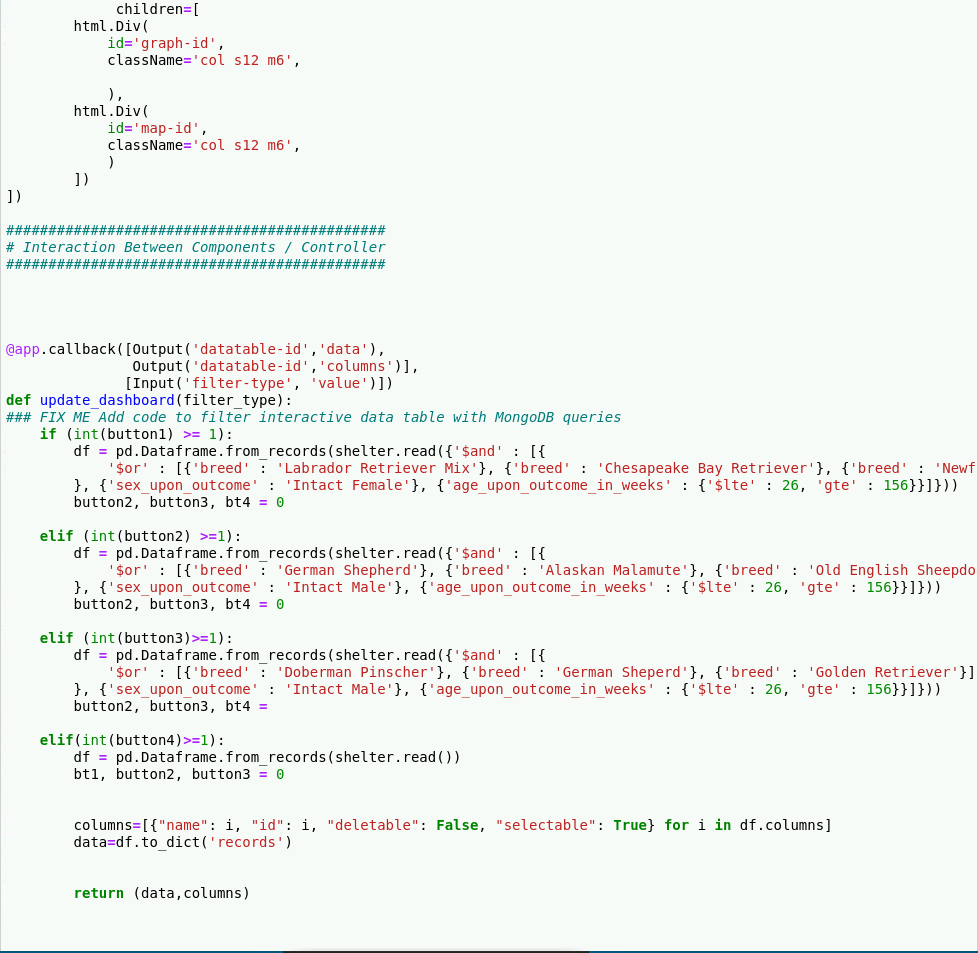 children=[
        html.Div(
            id='graph-id',
            className='col s12 m6',

            ),
        html.Div(
            id='map-id',
            className='col s12 m6',
            )
        ])
])

#############################################
# Interaction Between Components / Controller
#############################################




@app.callback([Output('datatable-id','data'),
               Output('datatable-id','columns')],
              [Input('filter-type', 'value')])
def update_dashboard(filter_type):
### FIX ME Add code to filter interactive data table with MongoDB queries
    if (int(button1) >= 1):
        df = pd.Dataframe.from_records(shelter.read({'$and' : [{
            '$or' : [{'breed' : 'Labrador Retriever Mix'}, {'breed' : 'Chesapeake Bay Retriever'}, {'breed' : 'Newf
        }, {'sex_upon_outcome' : 'Intact Female'}, {'age_upon_outcome_in_weeks' : {'$lte' : 26, 'gte' : 156}}]}))
        button2, button3, bt4 = 0

    elif (int(button2) >=1):
        df = pd.Dataframe.from_records(shelter.read({'$and' : [{
            '$or' : [{'breed' : 'German Shepherd'}, {'breed' : 'Alaskan Malamute'}, {'breed' : 'Old English Sheepdo
        }, {'sex_upon_outcome' : 'Intact Male'}, {'age_upon_outcome_in_weeks' : {'$lte' : 26, 'gte' : 156}}]}))
        button2, button3, bt4 = 0

    elif (int(button3)>=1):
        df = pd.Dataframe.from_records(shelter.read({'$and' : [{
            '$or' : [{'breed' : 'Doberman Pinscher'}, {'breed' : 'German Sheperd'}, {'breed' : 'Golden Retriever'}]
        }, {'sex_upon_outcome' : 'Intact Male'}, {'age_upon_outcome_in_weeks' : {'$lte' : 26, 'gte' : 156}}]}))
        button2, button3, bt4 =

    elif(int(button4)>=1):
        df = pd.Dataframe.from_records(shelter.read())
        bt1, button2, button3 = 0


        columns=[{"name": i, "id": i, "deletable": False, "selectable": True} for i in df.columns]
        data=df.to_dict('records')


        return (data,columns)